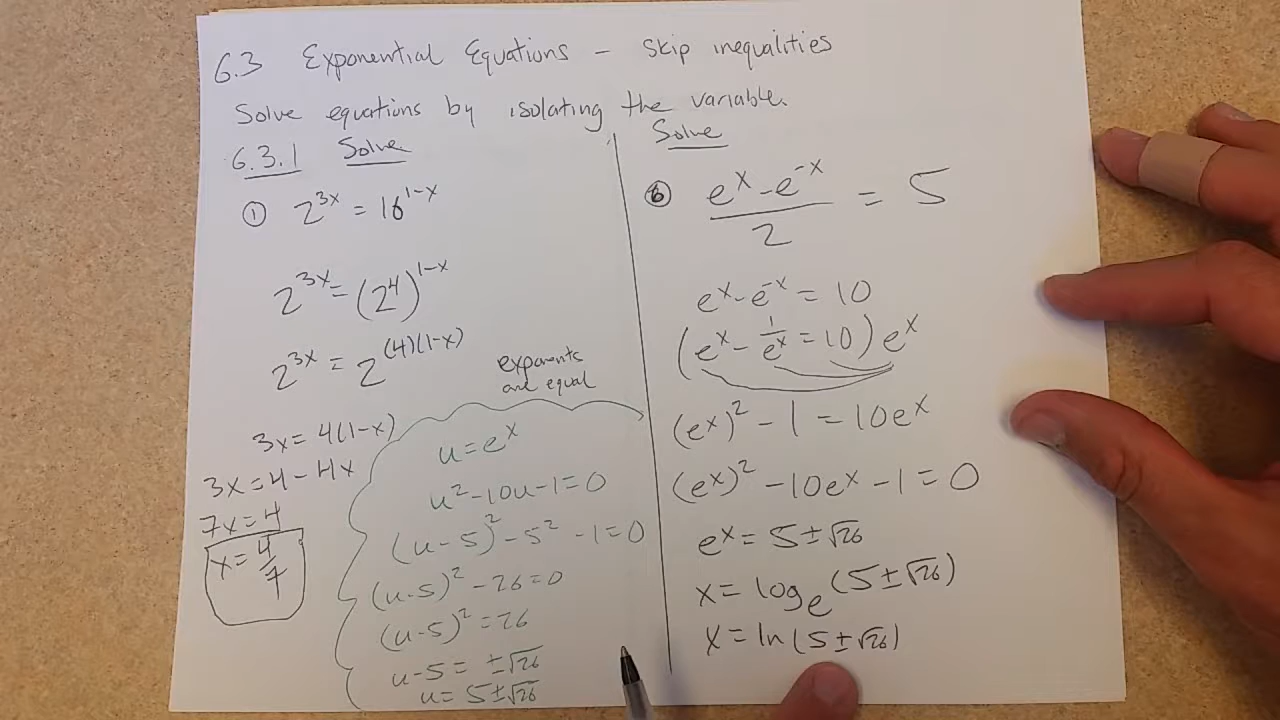 6.3 Exponential Equations - Skip inequalities
Solve equations by isolating the variable.
6.3.1 Solve
① 2^{3x} = 16^{1-x}
2^{3x} = (2^4)^{1-x}
2^{3x} = 2^{(4)(1-x)}
exponents
are equal
3x = 4(1-x)
3x = 4 - 4x
7x = 4
x = 4/7
u = e^x
u^2 - 10u - 1 = 0
(u - 5)^2 - 5^2 - 1 = 0
(u - 5)^2 - 26 = 0
(u - 5)^2 = 26
u - 5 = ±√26
u = 5 ± √26
Solve
⑥ (e^x - e^{-x})/2 = 5
e^x - e^{-x} = 10
(e^x - 1/e^x = 10) e^x
(e^x)^2 - 1 = 10e^x
(e^x)^2 - 10e^x - 1 = 0
e^x = 5 ± √26
x = log_e (5 ± √26)
x = ln (5 ± √26)